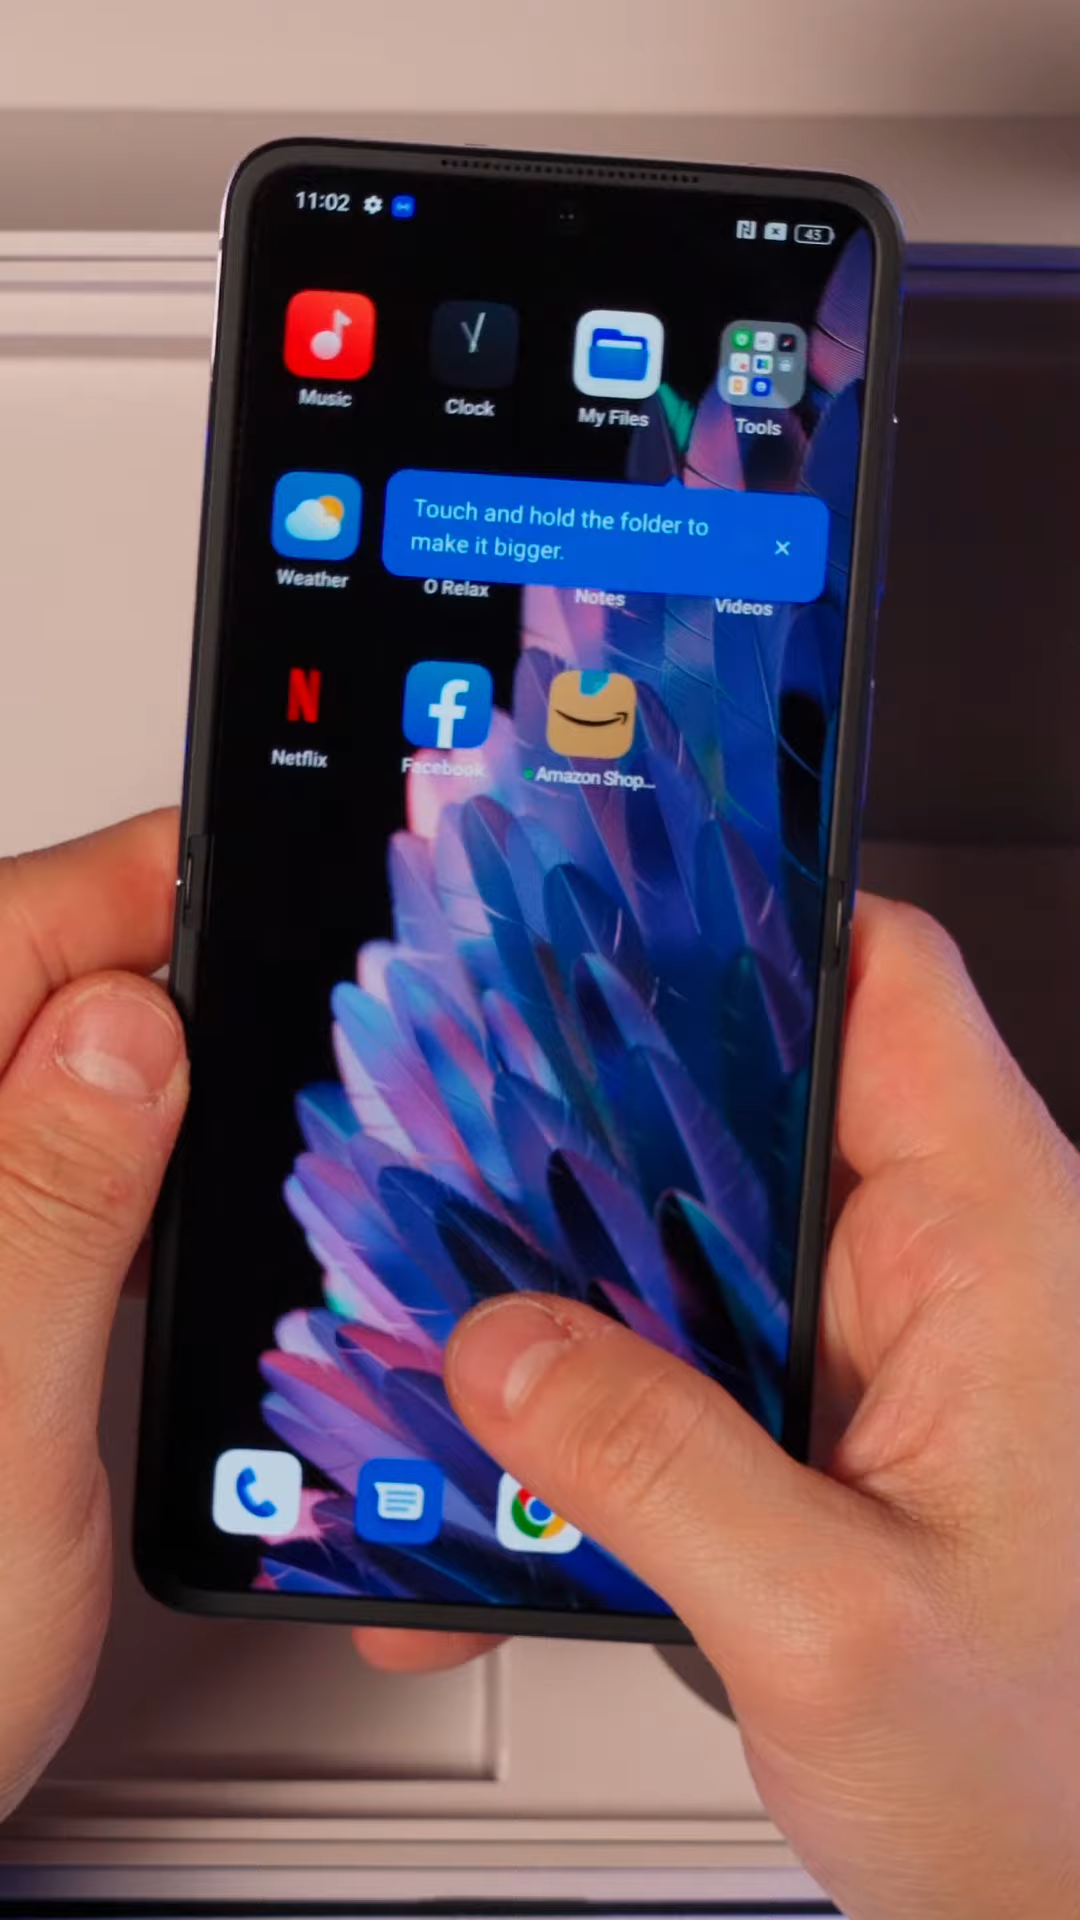 11:02
43
Music
Clock
My Files
Tools
Touch and hold the folder to
make it bigger.
Weather
O Relax
Notes
Videos
N
Netflix
f
Facebook
Amazon Shop...